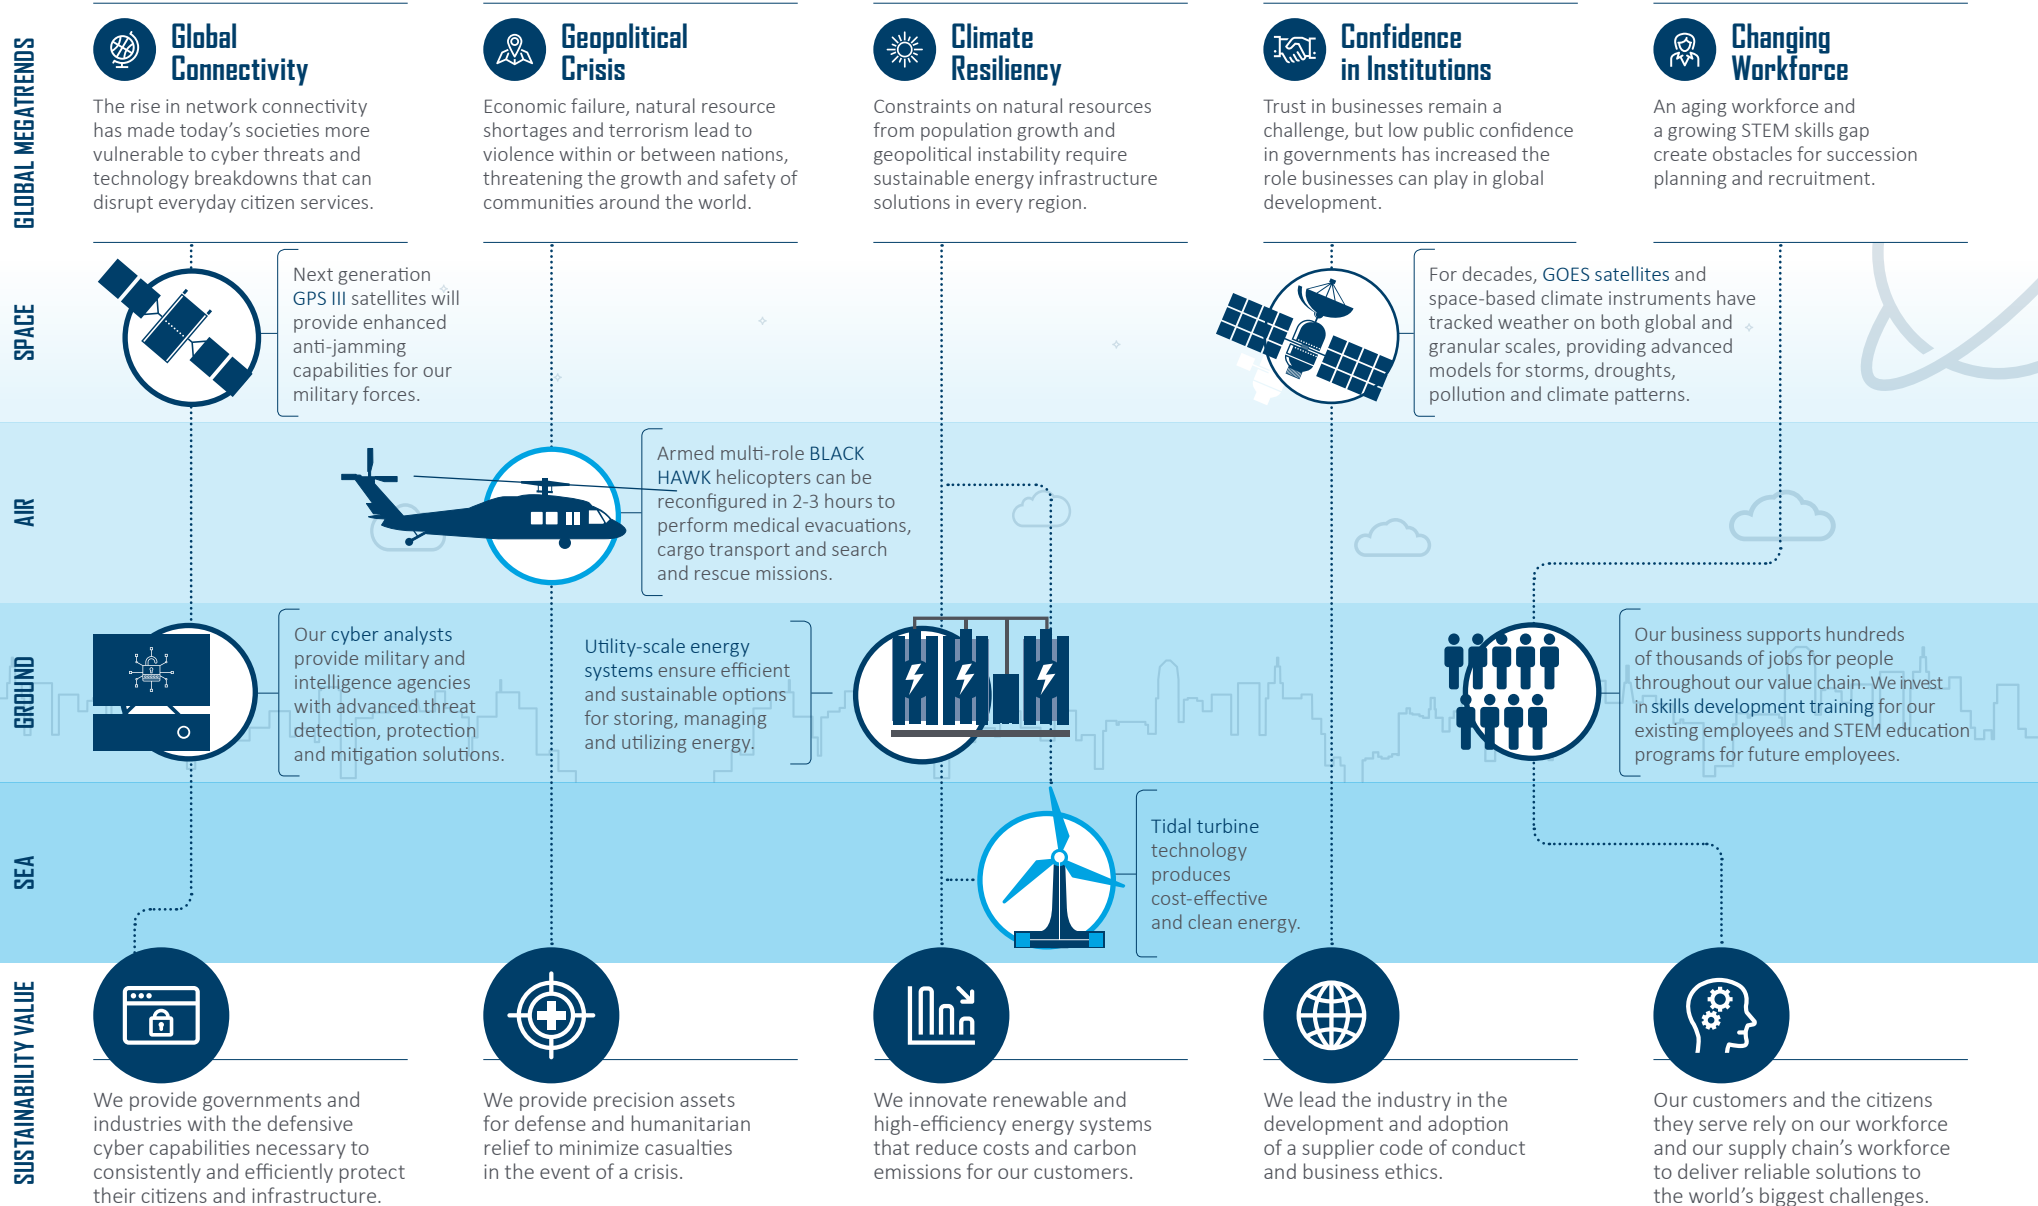 GLOBAL MEGATRENDS
Global
Connectivity
The rise in network connectivity
has made today's societies more
vulnerable to cyber threats and
technology breakdowns that can
disrupt everyday citizen services.
Geopolitical
Crisis
Economic failure, natural resource
shortages and terrorism lead to
violence within or between nations,
threatening the growth and safety of
communities around the world.
Climate
Resiliency
Constraints on natural resources
from population growth and
geopolitical instability require
sustainable energy infrastructure
solutions in every region.
Confidence
in Institutions
Trust in businesses remain a
challenge, but low public confidence
in governments has increased the
role businesses can play in global
development.
Changing
Workforce
An aging workforce and
a growing STEM skills gap
create obstacles for succession
planning and recruitment.
SPACE
Next generation
GPS III satellites will
provide enhanced
anti-jamming
capabilities for our
military forces.
For decades, GOES satellites and
space-based climate instruments have
tracked weather on both global and
granular scales, providing advanced
models for storms, droughts,
pollution and climate patterns.
AIR
Armed multi-role BLACK
HAWK helicopters can be
reconfigured in 2-3 hours to
perform medical evacuations,
cargo transport and search
and rescue missions.
GROUND
Our cyber analysts
provide military and
intelligence agencies
with advanced threat
detection, protection
and mitigation solutions.
Utility-scale energy
systems ensure efficient
and sustainable options
for storing, managing
and utilizing energy.
Our business supports hundreds
of thousands of jobs for people
throughout our value chain. We invest
in skills development training for our
existing employees and STEM education
programs for future employees.
SEA
Tidal turbine
technology
produces
cost-effective
and clean energy.
SUSTAINABILITY VALUE
We provide governments and
industries with the defensive
cyber capabilities necessary to
consistently and efficiently protect
their citizens and infrastructure.
We provide precision assets
for defense and humanitarian
relief to minimize casualties
in the event of a crisis.
We innovate renewable and
high-efficiency energy systems
that reduce costs and carbon
emissions for our customers.
We lead the industry in the
development and adoption
of a supplier code of conduct
and business ethics.
Our customers and the citizens
they serve rely on our workforce
and our supply chain's workforce
to deliver reliable solutions to
the world's biggest challenges.